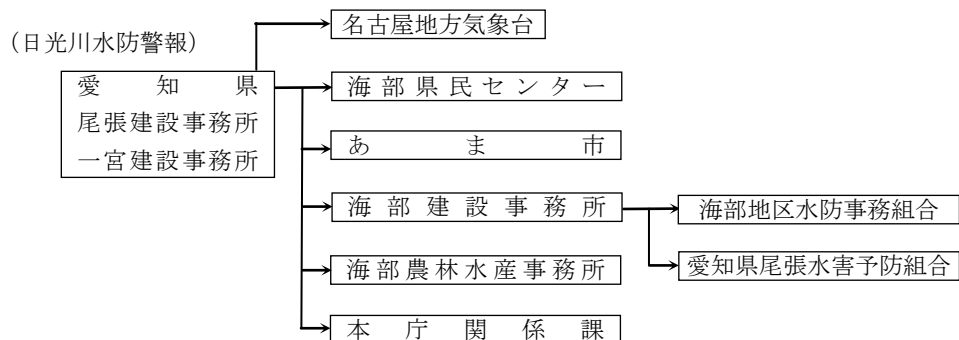 (日光川水防警報)
愛知県
尾張建設事務所
一宮建設事務所
名古屋地方気象台
海部県民センター
あま市
海部建設事務所
海部農林水産事務所
本庁関係課
海部地区水防事務組合
愛知県尾張水害予防組合